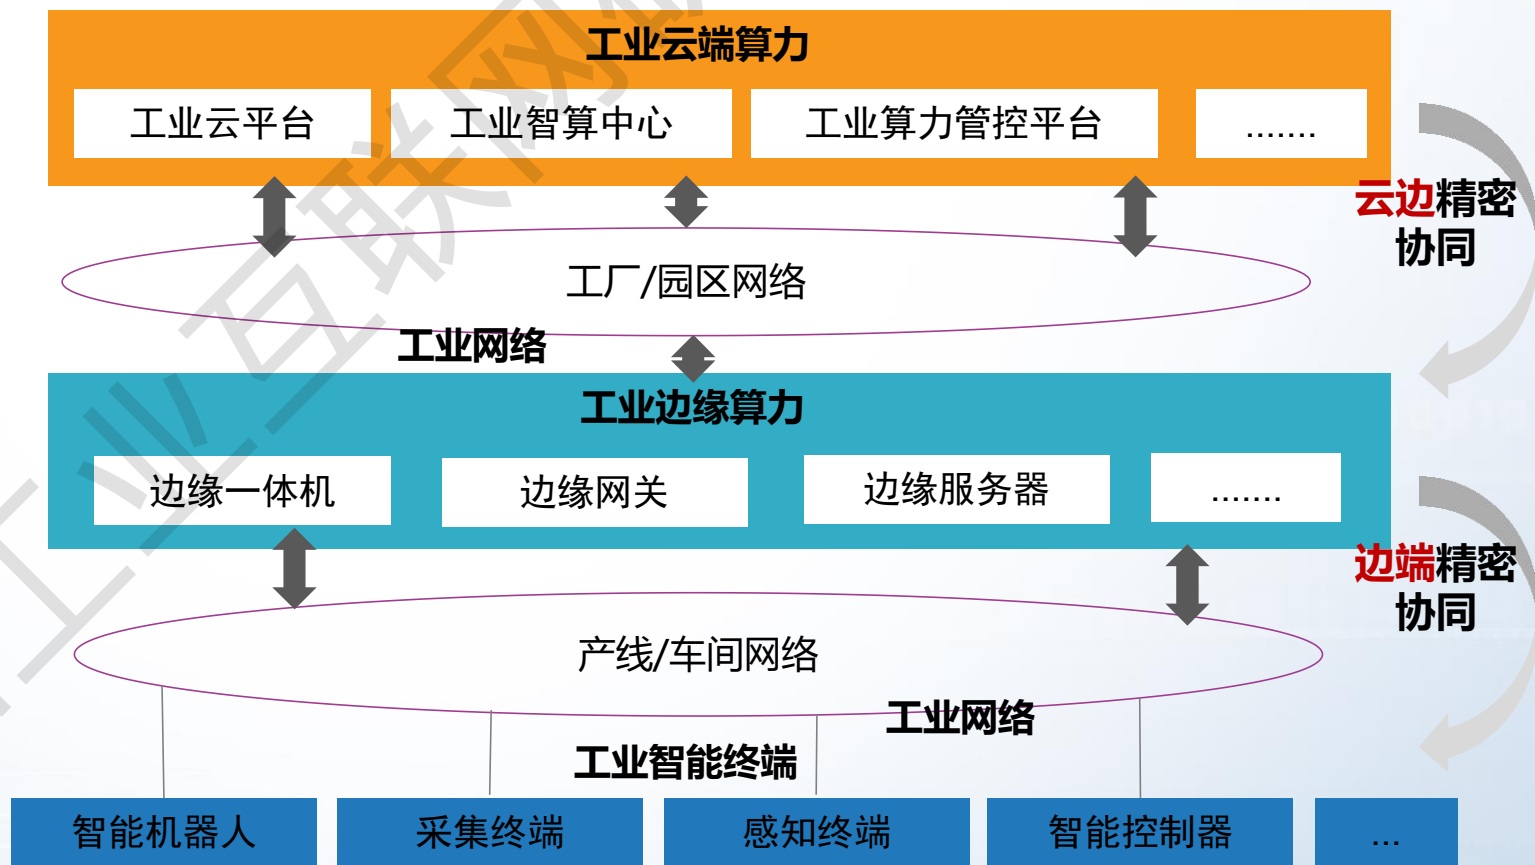 工业云端算力
工业云平台
工业智算中心
工业算力管控平台
.......
云边精密
协同
工厂/园区网络
工业网络
工业边缘算力
边缘一体机
边缘网关
边缘服务器
.......
边端精密
协同
产线/车间网络
工业网络
工业智能终端
智能机器人
采集终端
感知终端
智能控制器
...
工业互联网